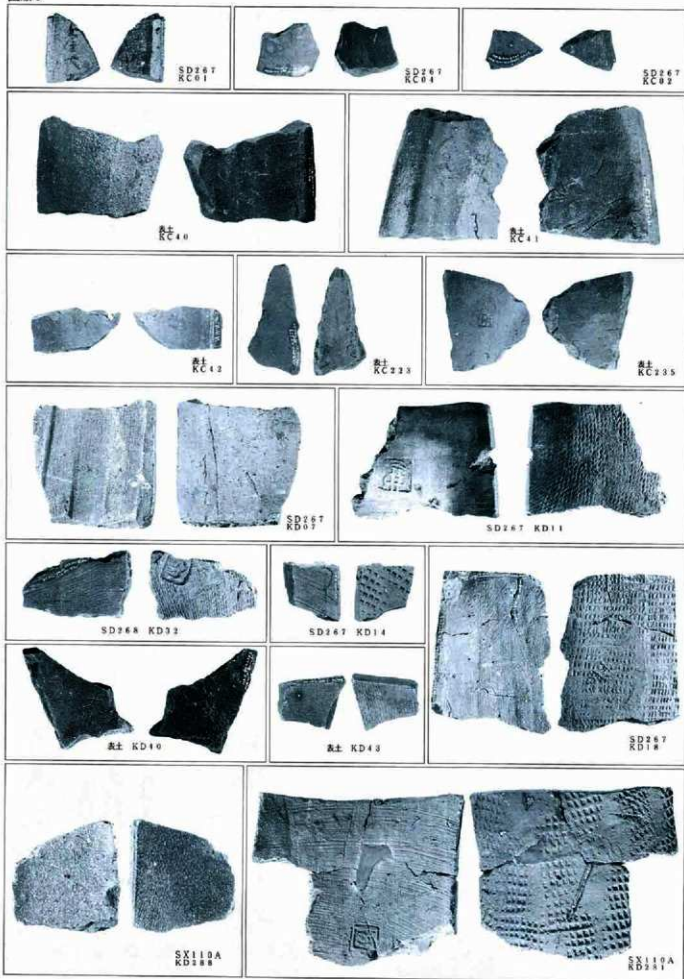 SD267
KC01
SD267
KC04
SD267
KC02
表土
KC40
表土
KC41
表土
KC42
表土
KC223
表土
KC235
SD267
KD07
SD267 KD11
SD268 KD32
SD267 KD14
SD267
KD18
表土 KD40
表土 KD43
SX110A
KD288
SX110A
KD281